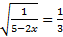 √(1/(5-2x)) = 1/3